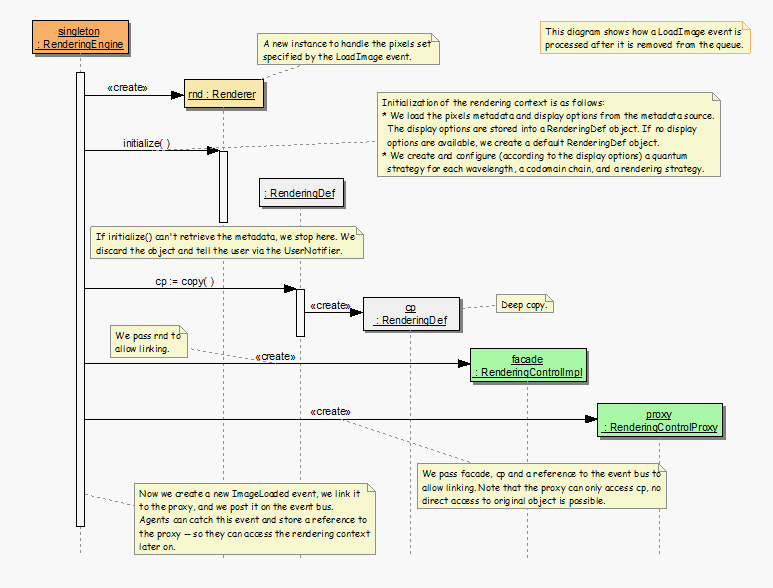 singleton
: RenderingEngine
A new instance to handle the pixels set
specified by the LoadImage event.
This diagram shows how a LoadImage event is
processed after it is removed from the queue.
«create»
rnd : Renderer
Initialization of the rendering context is as follows:
* We load the pixels metadata and display options from the metadata source.
The display options are stored into a RenderingDef object. If no display
options are available, we create a default RenderingDef object.
* We create and configure (according to the display options) a quantum
strategy for each wavelength, a codomain chain, and a rendering strategy.
initialize( )
: RenderingDef
If initialize() can't retrieve the metadata, we stop here. We
discard the object and tell the user via the UserNotifier.
cp := copy( )
«create»
cp
: RenderingDef
Deep copy.
We pass rnd to
allow linking.
«create»
facade
: RenderingControlImpl
«create»
proxy
: RenderingControlProxy
We pass facade, cp and a reference to the event bus to
allow linking. Note that the proxy can only access cp, no
direct access to original object is possible.
Now we create a new ImageLoaded event, we link it
to the proxy, and we post it on the event bus.
Agents can catch this event and store a reference to
the proxy -- so they can access the rendering context
later on.